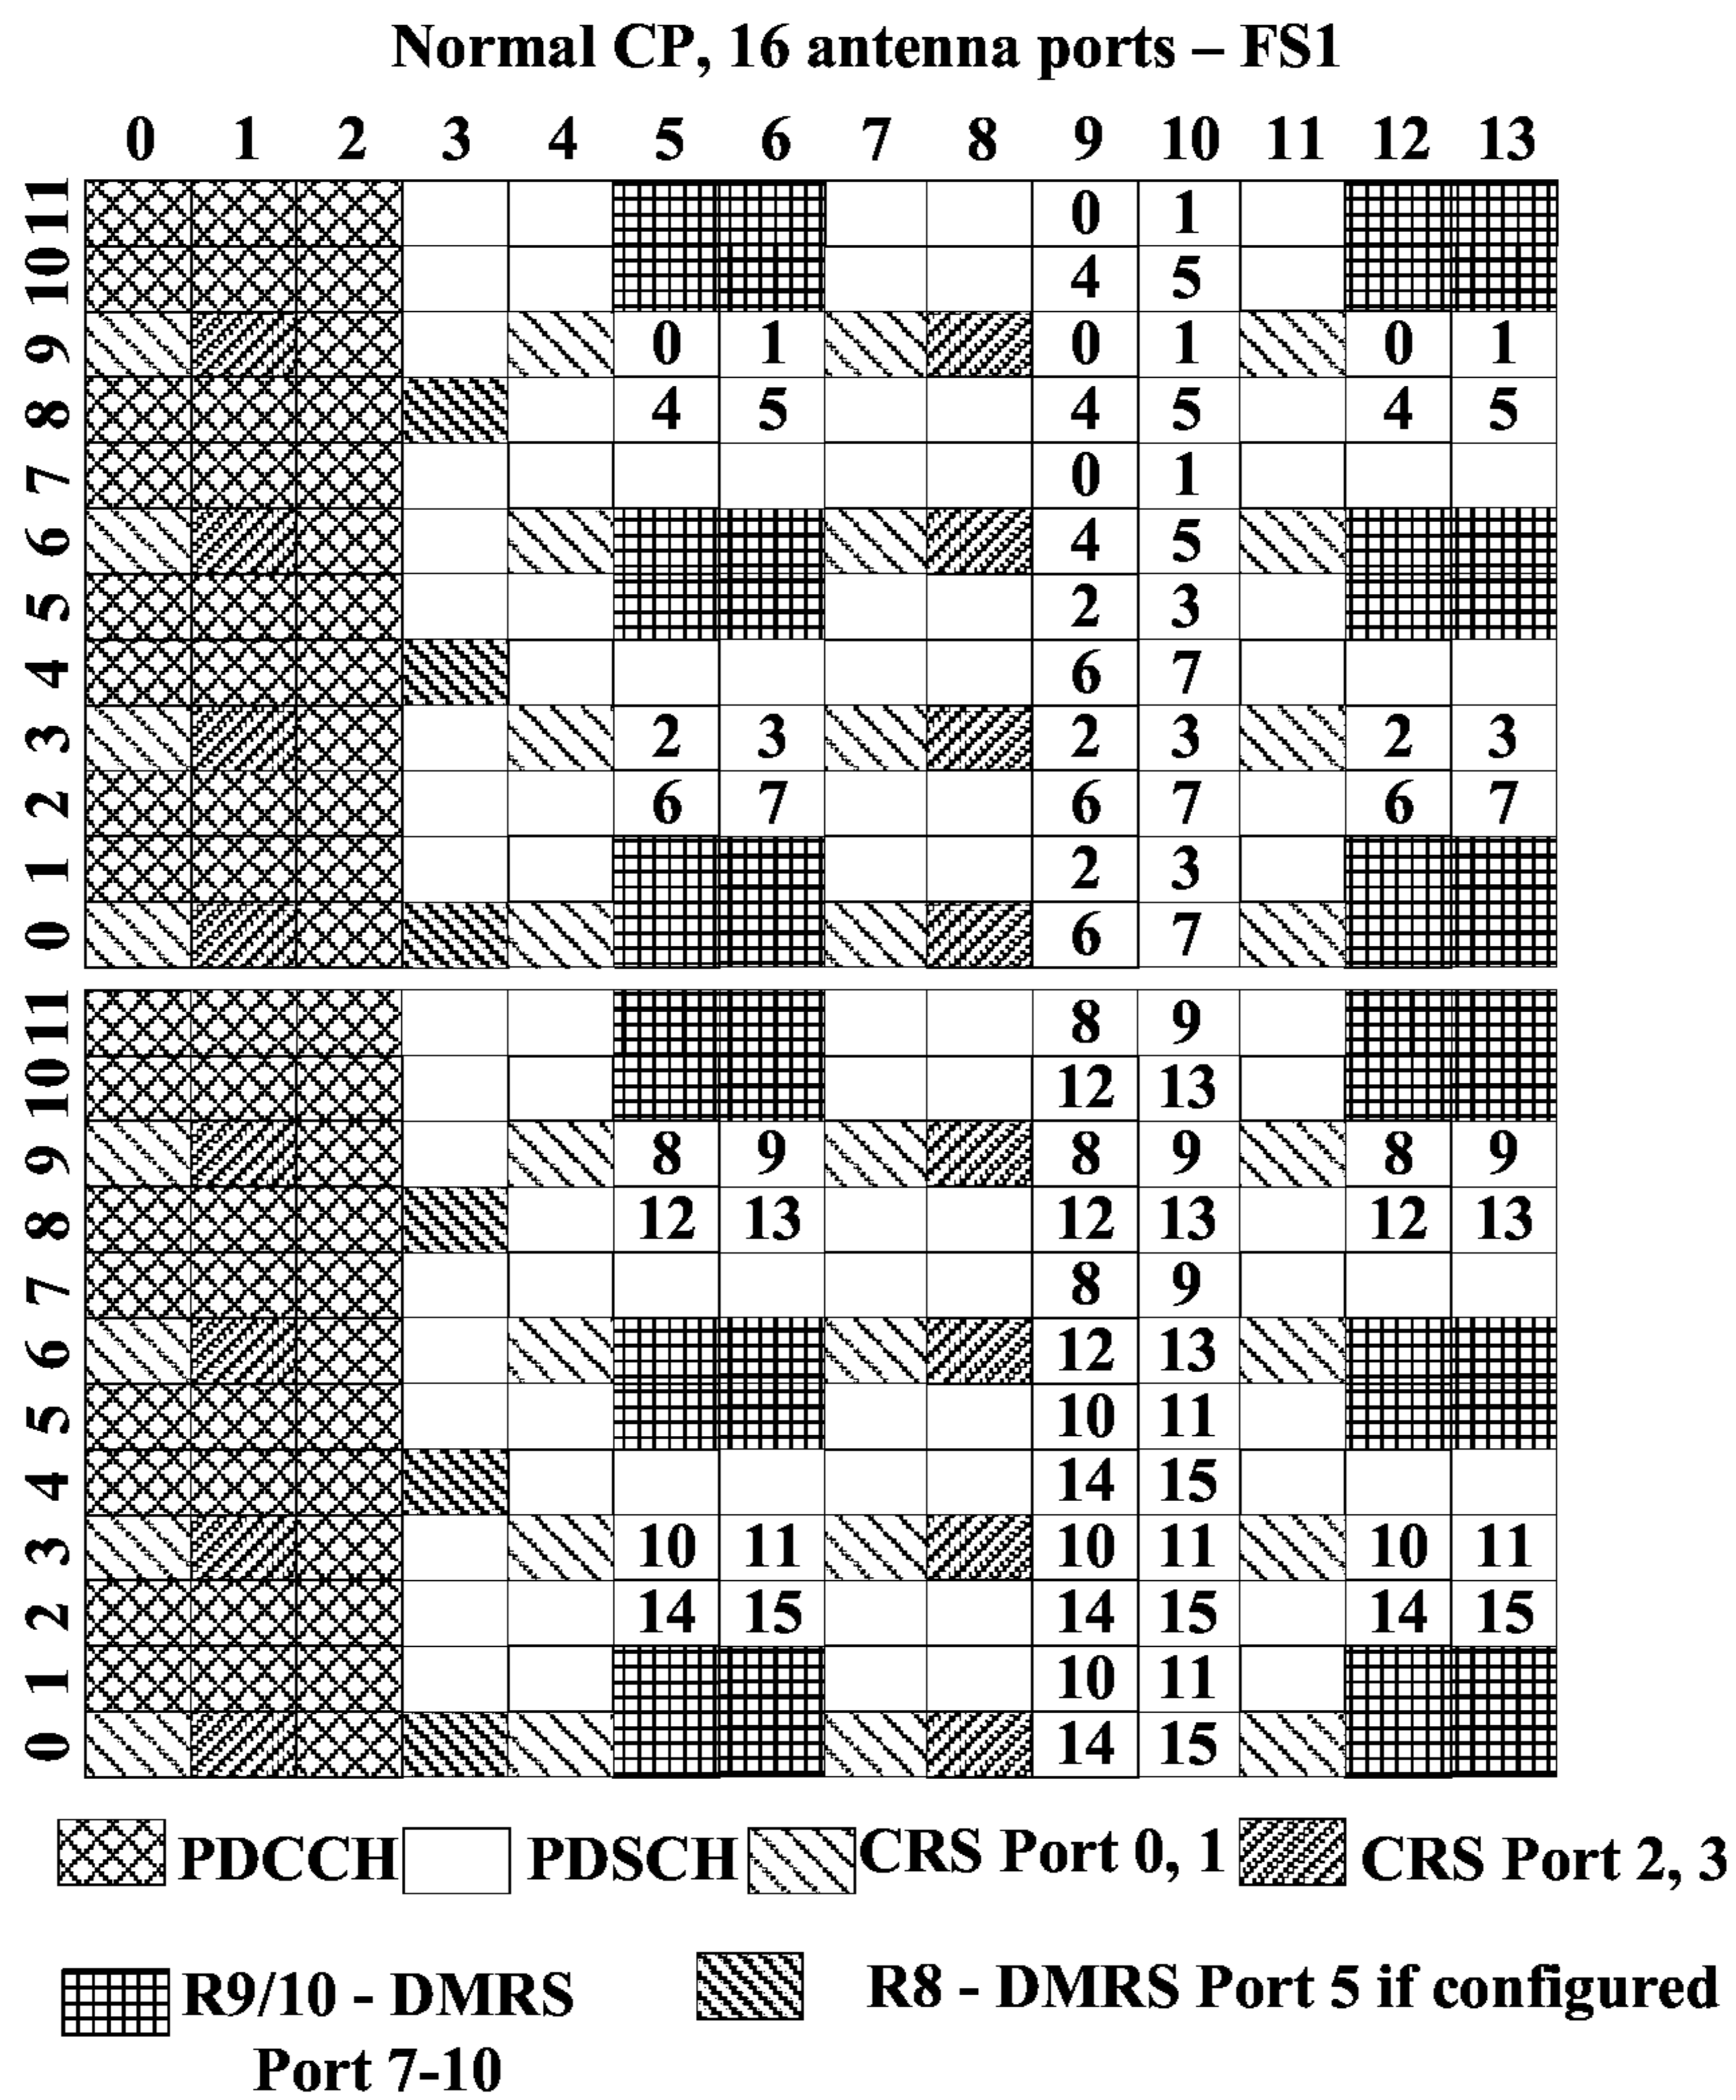 Normal CP, 16 antenna ports – FS1
0 1 2 3 4 5 6 7 8 9 10 11 12 13
11 0 1
10 4 5
9 0 1 0 1 0 1
8 4 5 4 5 4 5
7 0 1
6 4 5
5 2 3
4 6 7
3 2 3 2 3 2 3
2 6 7 6 7 6 7
1 2 3
0 6 7
11 8 9
10 12 13
9 8 9 8 9 8 9
8 12 13 12 13 12 13
7 8 9
6 12 13
5 10 11
4 14 15
3 10 11 10 11 10 11
2 14 15 14 15 14 15
1 10 11
0 14 15
PDCCH PDSCH CRS Port 0, 1 CRS Port 2, 3
R9/10 - DMRS R8 - DMRS Port 5 if configured
Port 7-10